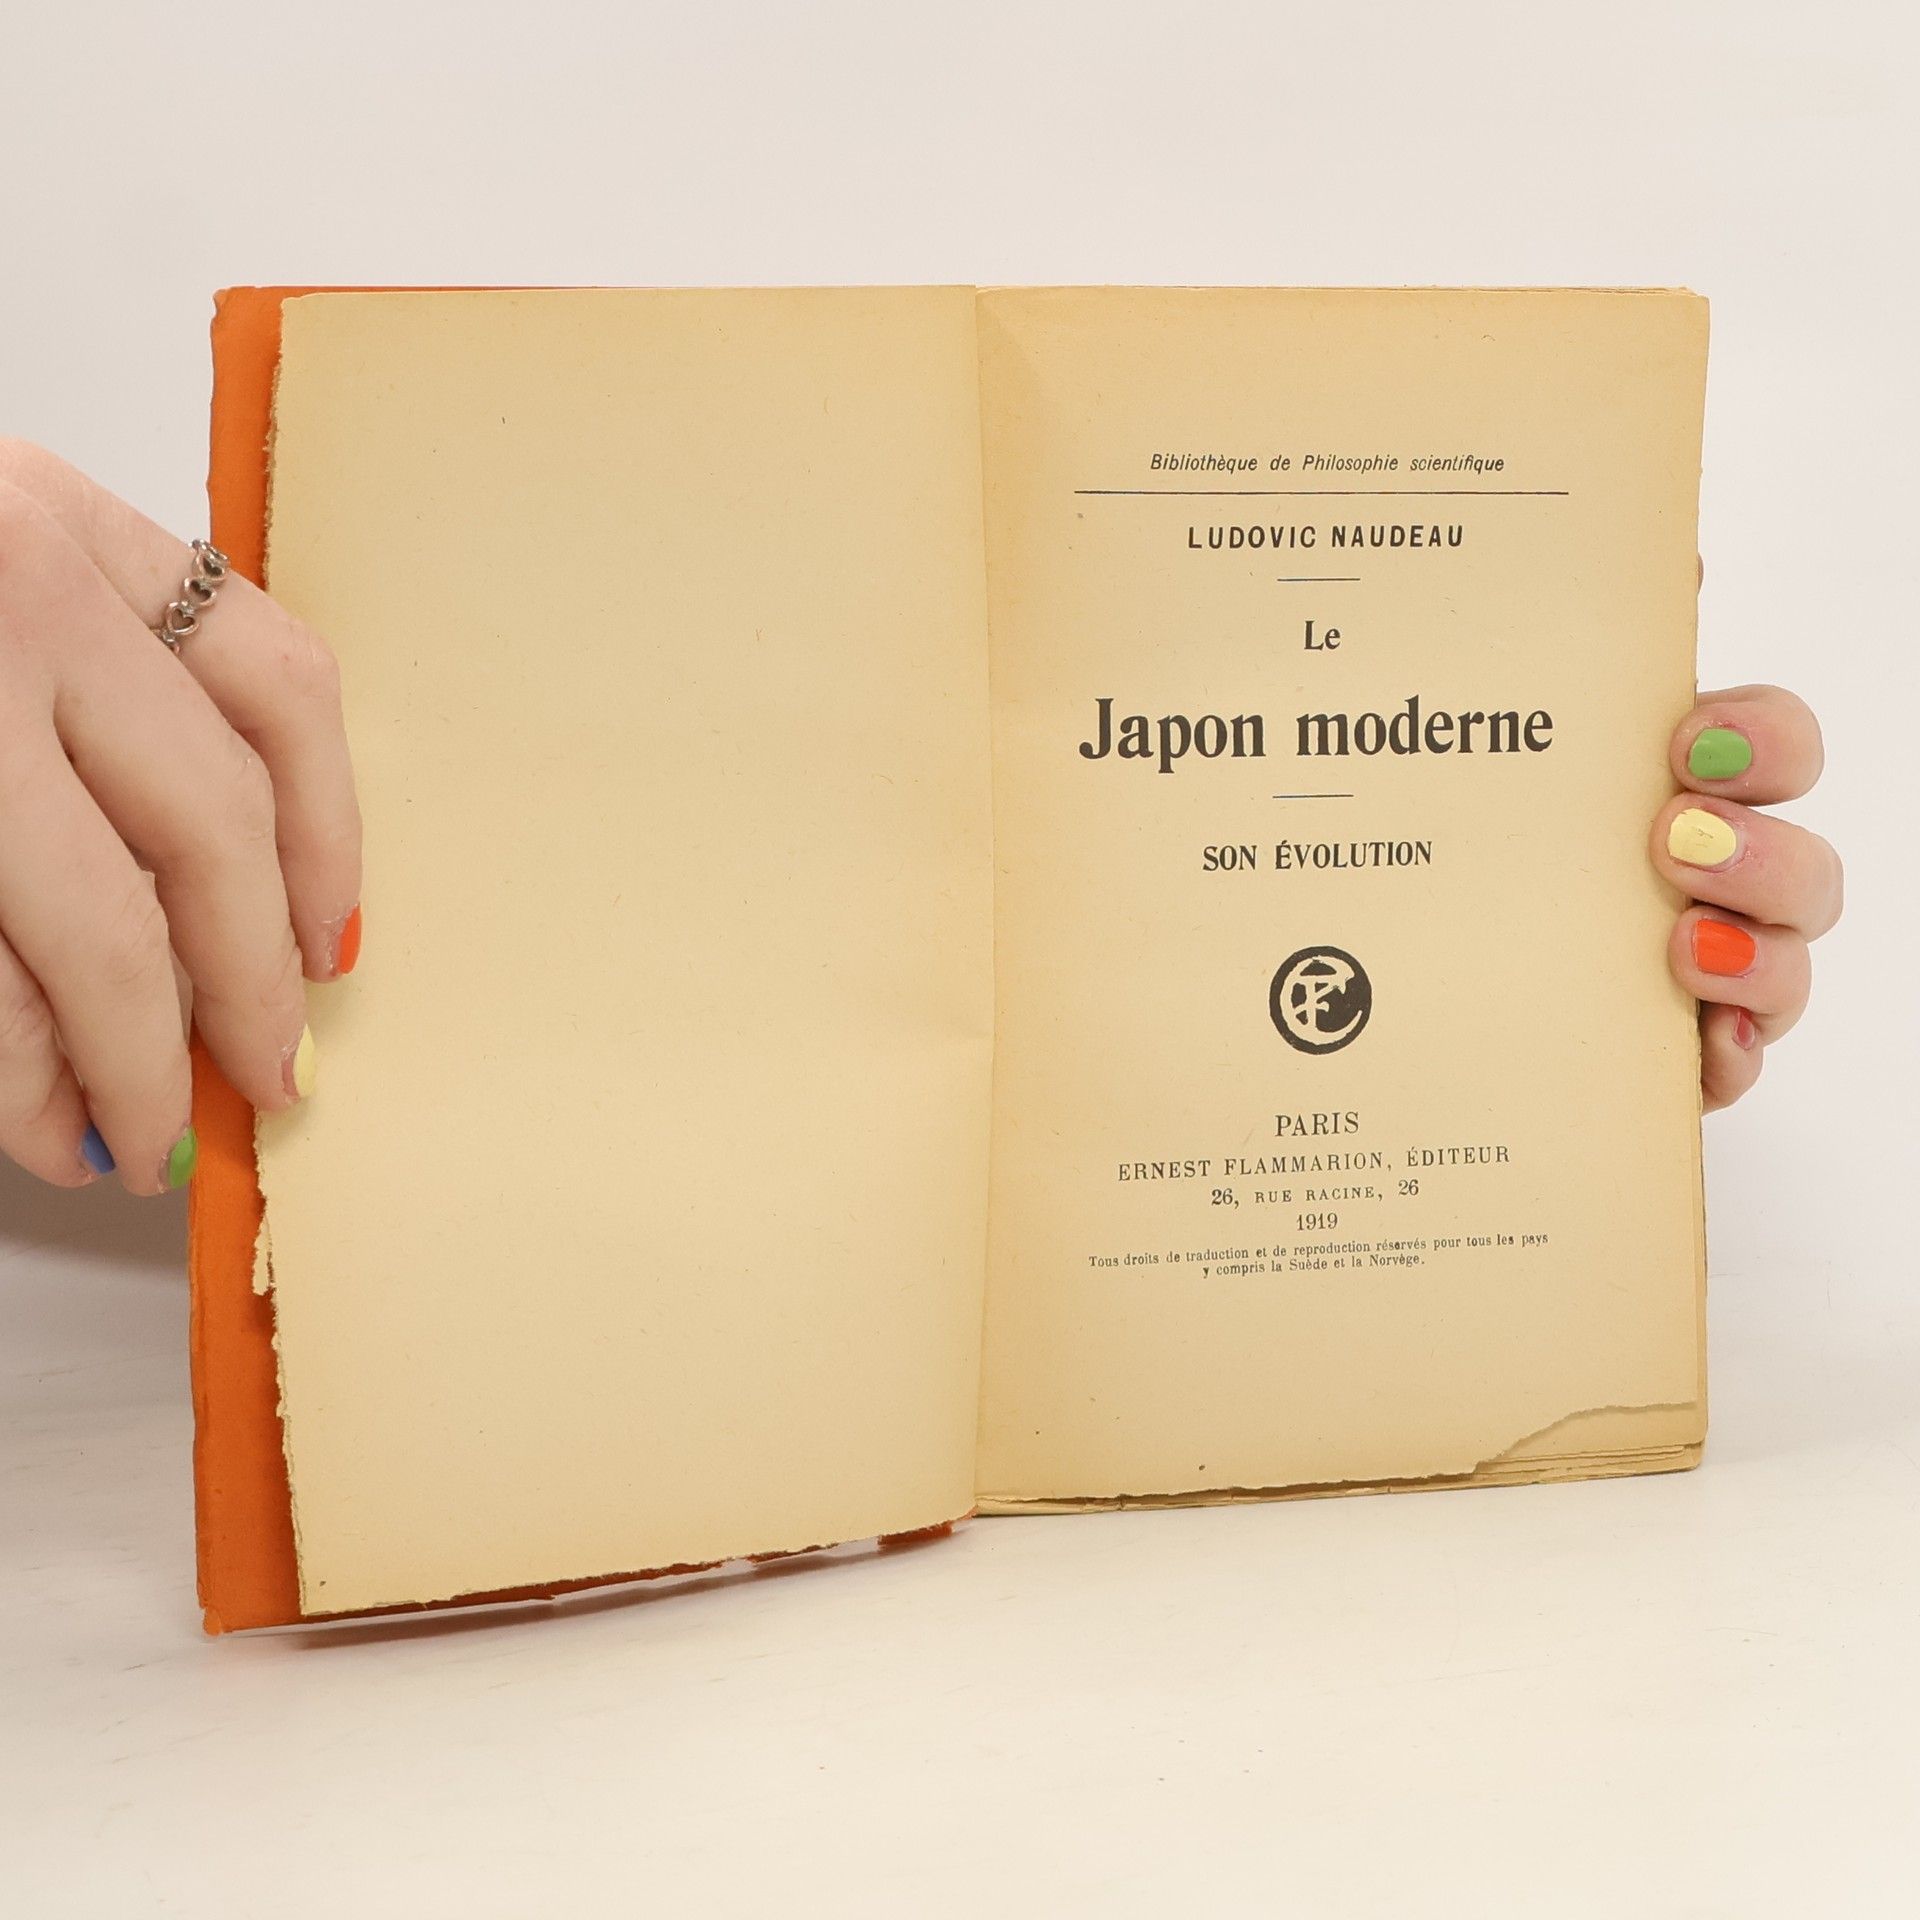 Bibliothèque de Philosophie scientifique
LUDOVIC NAUDEAU
Le
Japon moderne
SON ÉVOLUTION
PARIS
ERNEST FLAMMARION, ÉDITEUR
26, RUE RACINE, 26
1919
Tous droits de traduction et de reproduction réservés pour tous les pays
y compris la Suède et la Norvège.